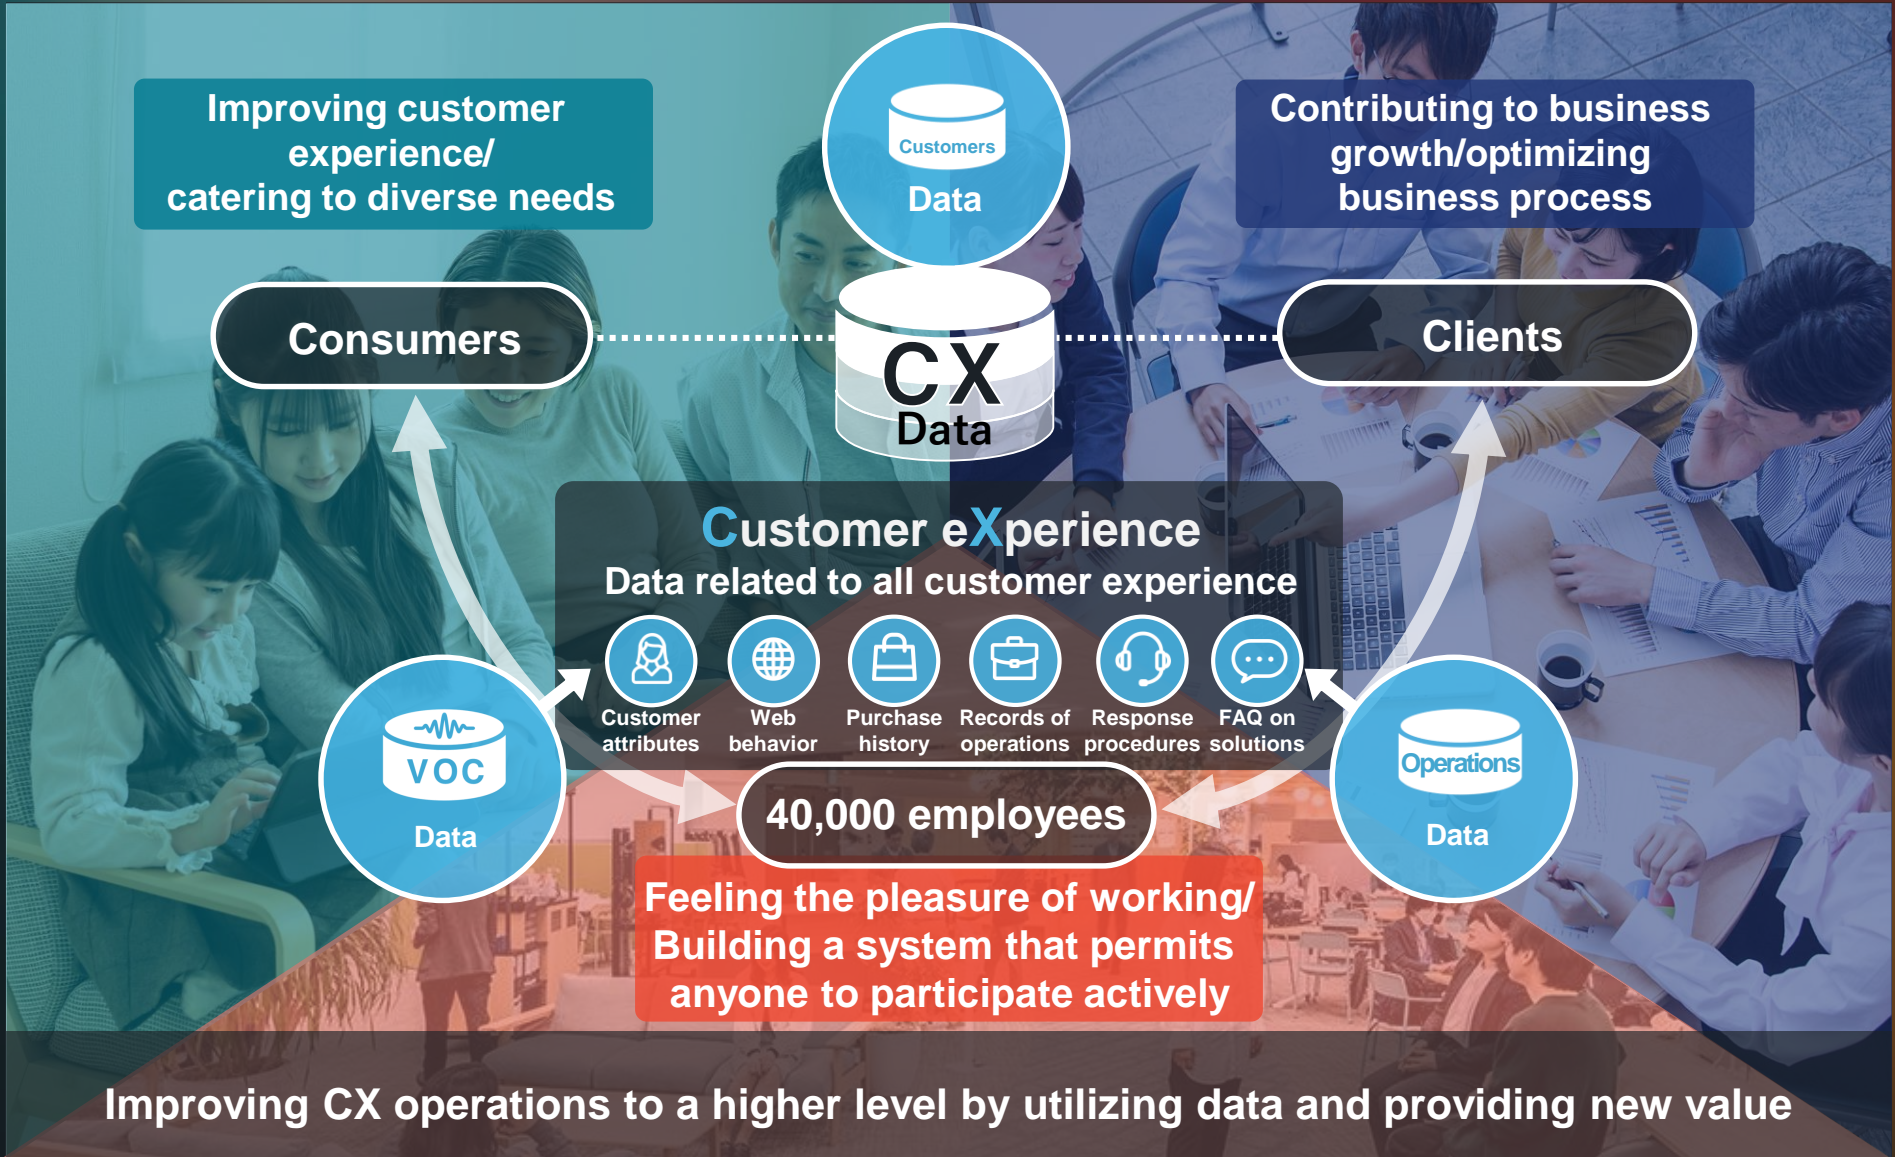 Improving customer
experience/
catering to diverse needs
Customers
Data
Contributing to business
growth/optimizing
business process
Consumers
CX
Data
Clients
Customer eXperience
Data related to all customer experience
Customer
attributes
Web
behavior
Purchase
history
Records of
operations
Response
procedures
FAQ on
solutions
VOC
Data
Operations
Data
40,000 employees
Feeling the pleasure of working/
Building a system that permits
anyone to participate actively
Improving CX operations to a higher level by utilizing data and providing new value